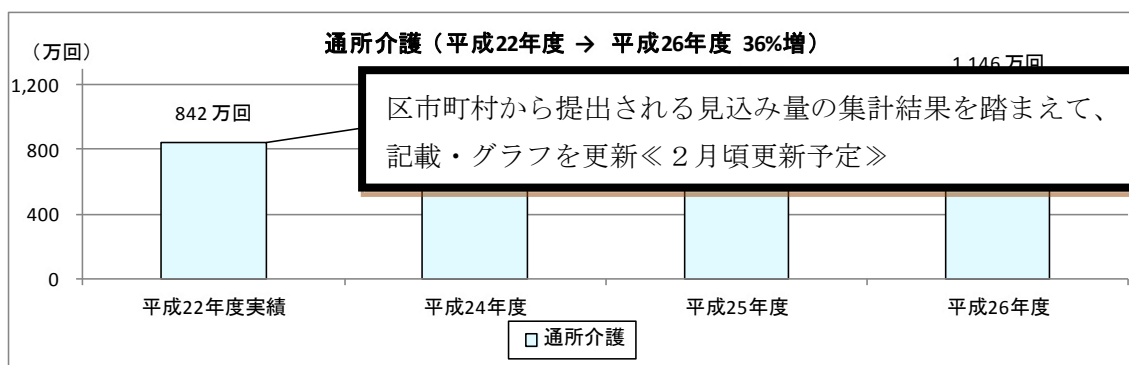 通所介護（平成22年度 → 平成26年度 36%増）
（万回）
1,146 万回
1,200
842 万回
区市町村から提出される見込み量の集計結果を踏まえて、
記載・グラフを更新≪２月頃更新予定≫
800
400
0
平成22年度実績
平成24年度
平成25年度
平成26年度
通所介護